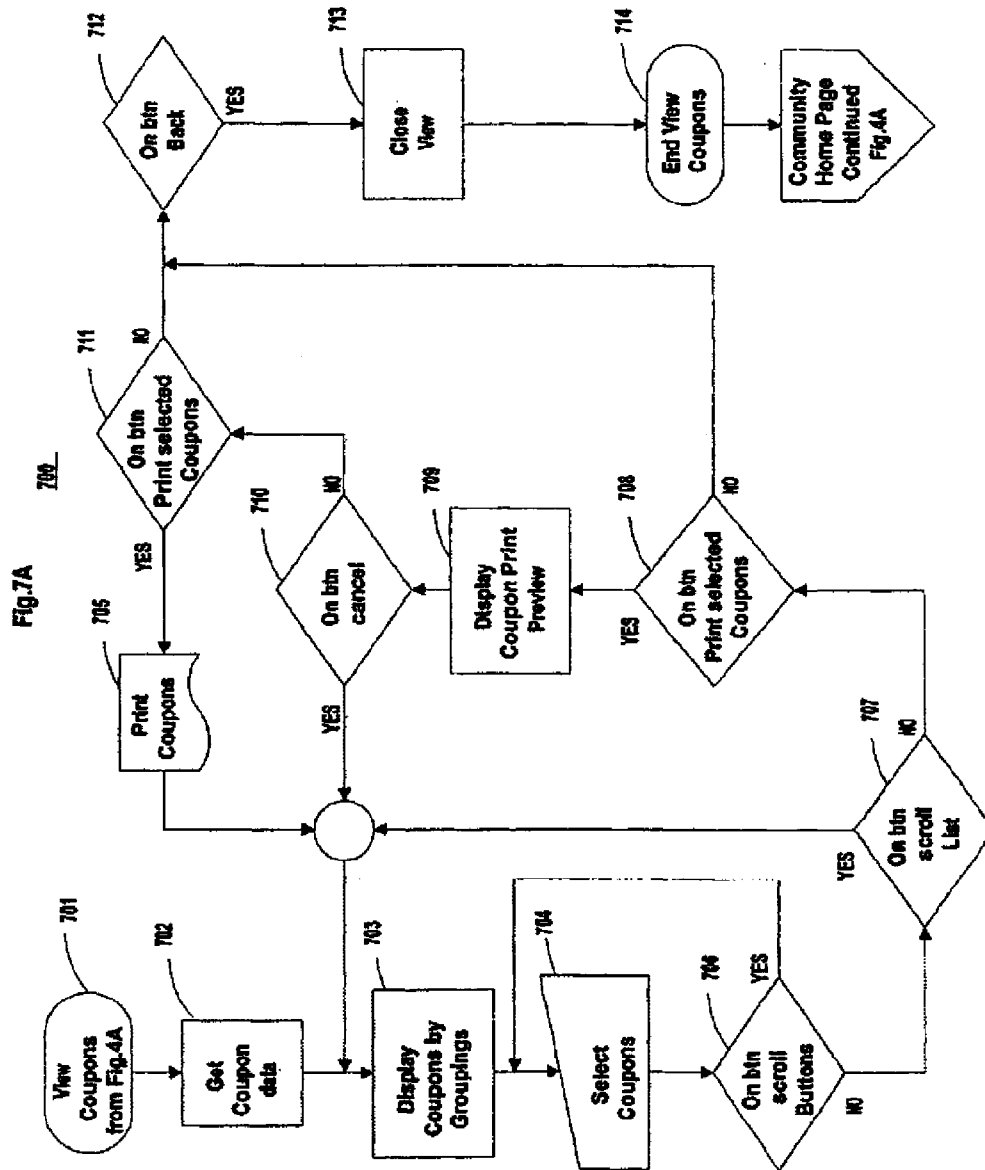 Fig.7A
700
701
View
Coupons
from Fig.4A
702
Get
Coupon
data
703
Display
Coupons by
Groupings
704
Select
Coupons
706
On btn
scroll
Buttons
YES
NO
705
Print
Coupons
707
On btn
scroll
List
YES
NO
708
On btn
Print selected
Coupons
YES
NO
709
Display
Coupon Print
Preview
710
On btn
cancel
YES
NO
711
On btn
Print selected
Coupons
YES
NO
712
On btn
Back
YES
713
Close
View
714
End View
Coupons
Community
Home Page
Continued
Fig.4A